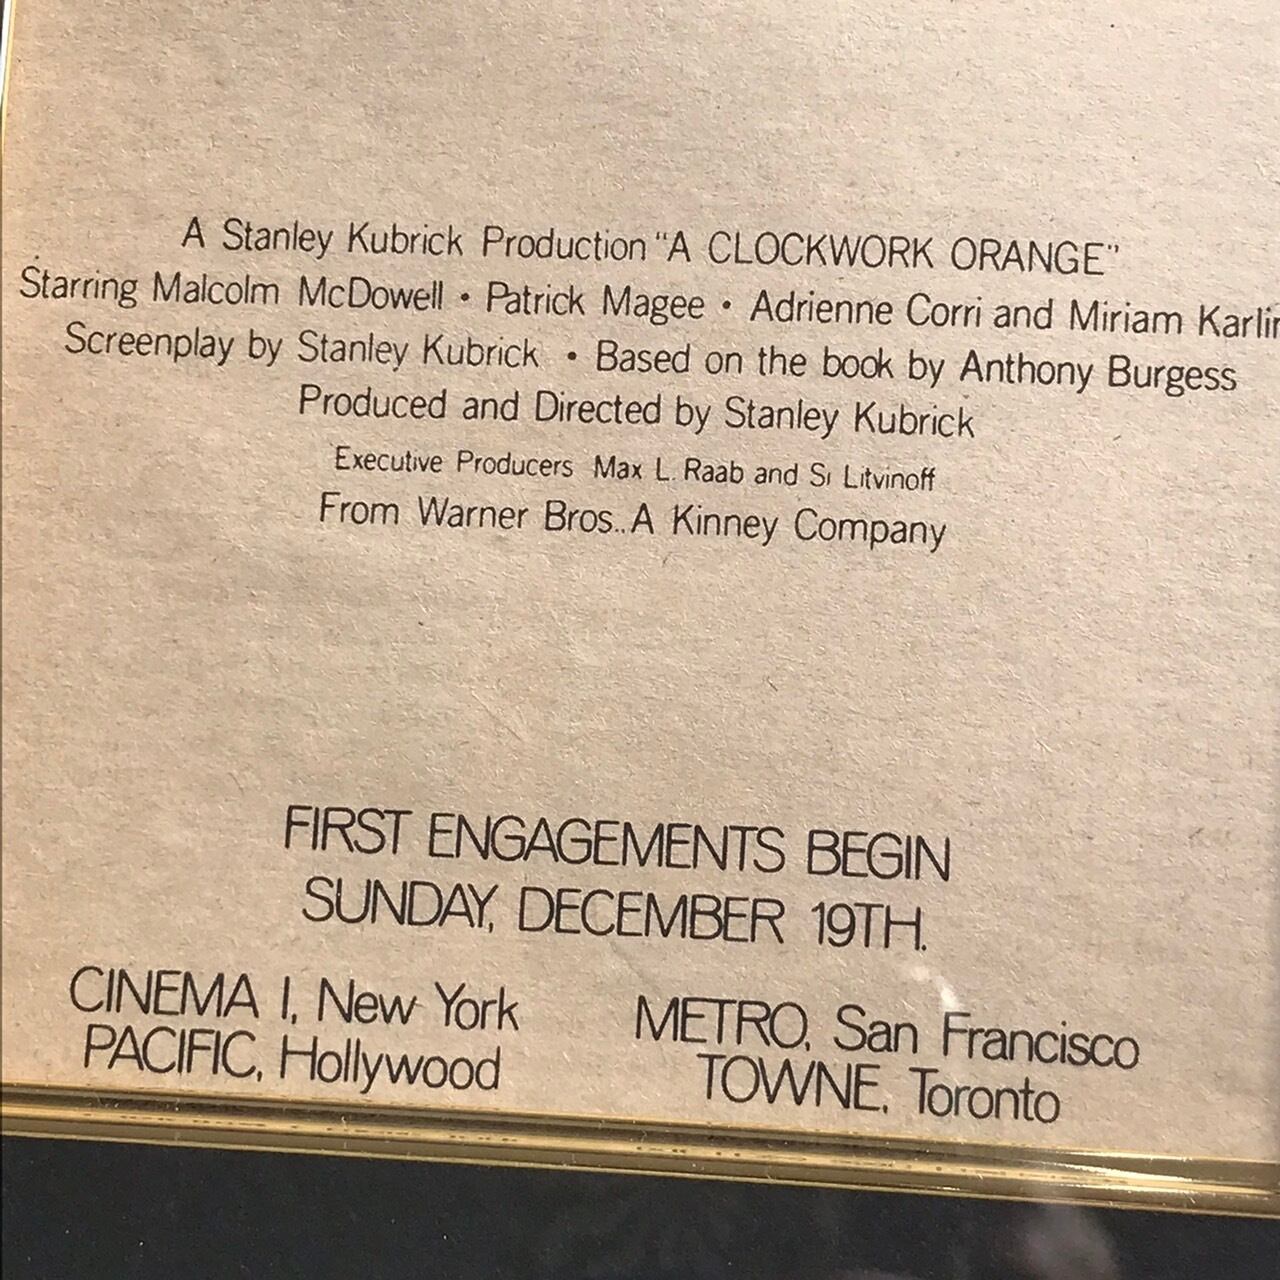 A Stanley Kubrick Production "A CLOCKWORK ORANGE"
Starring Malcolm McDowell • Patrick Magee • Adrienne Corri and Miriam Karlin
Screenplay by Stanley Kubrick • Based on the book by Anthony Burgess
Produced and Directed by Stanley Kubrick
Executive Producers Max L. Raab and Si Litvinoff
From Warner Bros..A Kinney Company
FIRST ENGAGEMENTS BEGIN
SUNDAY, DECEMBER 19TH.
CINEMA I, New York
PACIFIC, Hollywood
METRO, San Francisco
TOWNE, Toronto